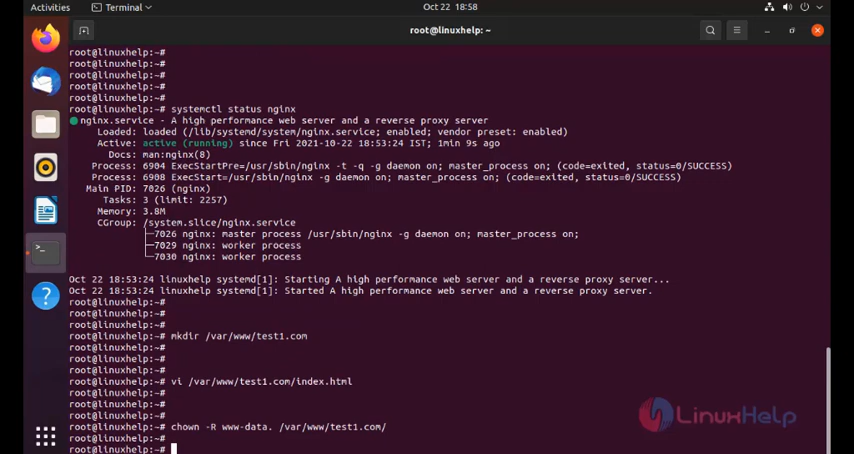 Activities Terminal Oct 22 18:58
root@linuxhelp: ~
root@linuxhelp:~#
root@linuxhelp:~#
root@linuxhelp:~#
root@linuxhelp:~#
root@linuxhelp:~#
root@linuxhelp:~# systemctl status nginx
nginx.service - A high performance web server and a reverse proxy server
Loaded: loaded (/lib/systemd/system/nginx.service; enabled; vendor preset: enabled)
Active: active (running) since Fri 2021-10-22 18:53:24 IST; 1min 9s ago
Docs: man:nginx(8)
Process: 6904 ExecStartPre=/usr/sbin/nginx -t -q -g daemon on; master_process on; (code=exited, status=0/SUCCESS)
Process: 6908 ExecStart=/usr/sbin/nginx -g daemon on; master_process on; (code=exited, status=0/SUCCESS)
Main PID: 7026 (nginx)
Tasks: 3 (limit: 2257)
Memory: 3.8M
CGroup: /system.slice/nginx.service
├─7026 nginx: master process /usr/sbin/nginx -g daemon on; master_process on;
├─7029 nginx: worker process
└─7030 nginx: worker process
Oct 22 18:53:24 linuxhelp systemd[1]: Starting A high performance web server and a reverse proxy server...
Oct 22 18:53:24 linuxhelp systemd[1]: Started A high performance web server and a reverse proxy server.
root@linuxhelp:~#
root@linuxhelp:~#
root@linuxhelp:~#
root@linuxhelp:~# mkdir /var/www/test1.com
root@linuxhelp:~#
root@linuxhelp:~#
root@linuxhelp:~#
root@linuxhelp:~# vi /var/www/test1.com/index.html
root@linuxhelp:~#
root@linuxhelp:~#
root@linuxhelp:~#
root@linuxhelp:~# chown -R www-data. /var/www/test1.com/
root@linuxhelp:~#
root@linuxhelp:~#
LinuxHelp